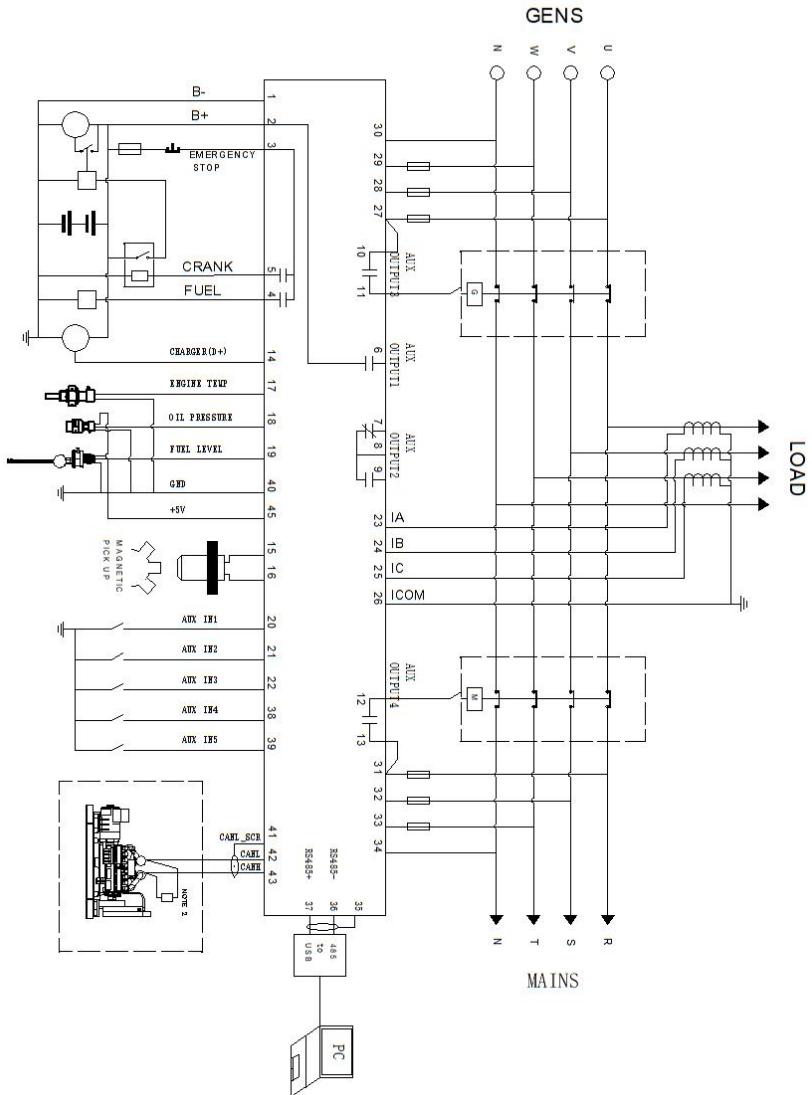 GENS
N W V U
B-
1
B+
2
3
EMERGENCY
STOP
CRANK
5
FUEL
4
CHARGER(D+)
14
ENGINE TEMP
17
OIL PRESSURE
18
FUEL LEVEL
19
GND
40
+5V
45
15
16
MAGNETIC
PICK UP
AUX IN1
20
AUX IN2
21
AUX IN3
22
AUX IN4
38
AUX IN5
39
CANL_SCR
41
CANL
42
CANH
43
NOTE 2
30
29
28
27
10
11
AUX
OUTPUT3
G
6
AUX
OUTPUT1
7
8
9
AUX
OUTPUT2
23
IA
24
IB
25
IC
26
ICOM
LOAD
AUX
OUTPUT4
12
13
M
31
32
33
34
RS485+
RS485-
37
36
35
485
to
USB
PC
N T S R
MAINS